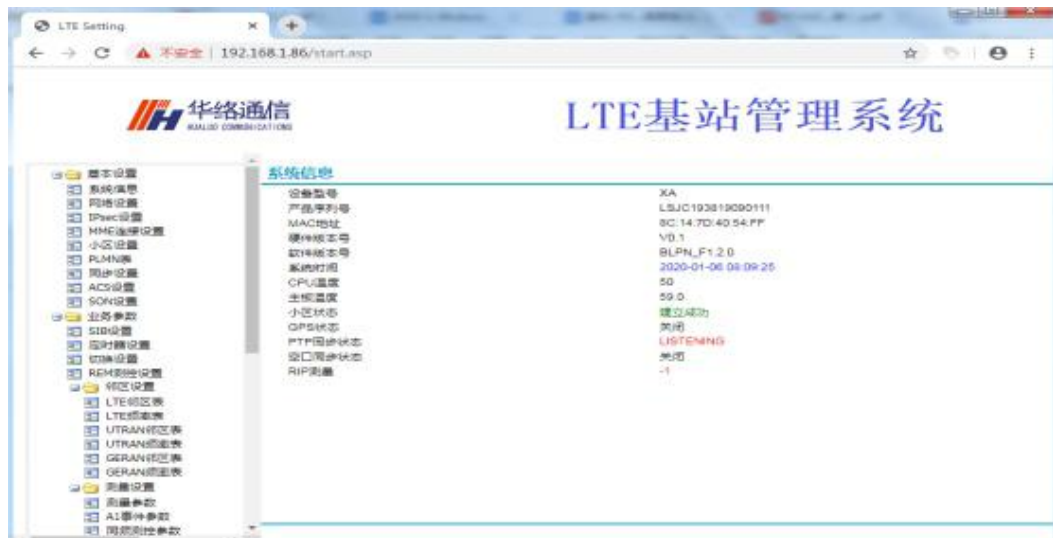 LTE Setting
不安全 | 192.168.1.86/start.asp
华络通信
HUALUO COMMUNICATIONS
LTE基站管理系统
基本设置
系统信息
网络设置
IPsec设置
MME连接设置
小区设置
PLMN表
同步设置
ACS设置
SON设置
业务参数
SIB设置
定时器设置
切换设置
REM测控设置
邻区设置
LTE邻区表
LTE频率表
UTRAN邻区表
UTRAN频率表
GERAN邻区表
GERAN频率表
测量设置
测量参数
A1事件参数
同频测控参数
系统信息
设备型号 XA
产品序列号 LSJC193819090111
MAC地址 8C:14:7D:40:54:FF
硬件版本号 V0.1
软件版本号 BLPN_F1.2.0
系统时间 2020-01-06 08:09:25
CPU温度 50
主板温度 59.0
小区状态 建立成功
GPS状态 关闭
PTP同步状态 LISTENING
空口同步状态 关闭
RIP测量 -1